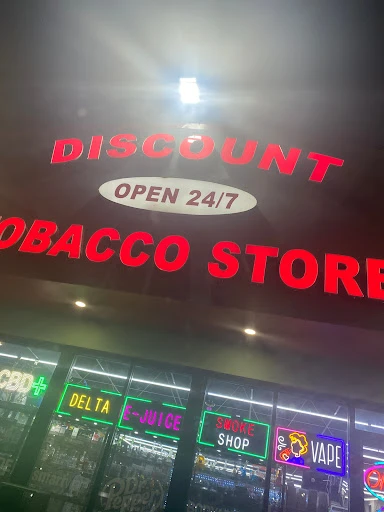 DISCOUNT
OPEN 24/7
OBACCO STORE
CBD+
DELTA
E-JUICE
SMOKE
SHOP
VAPE